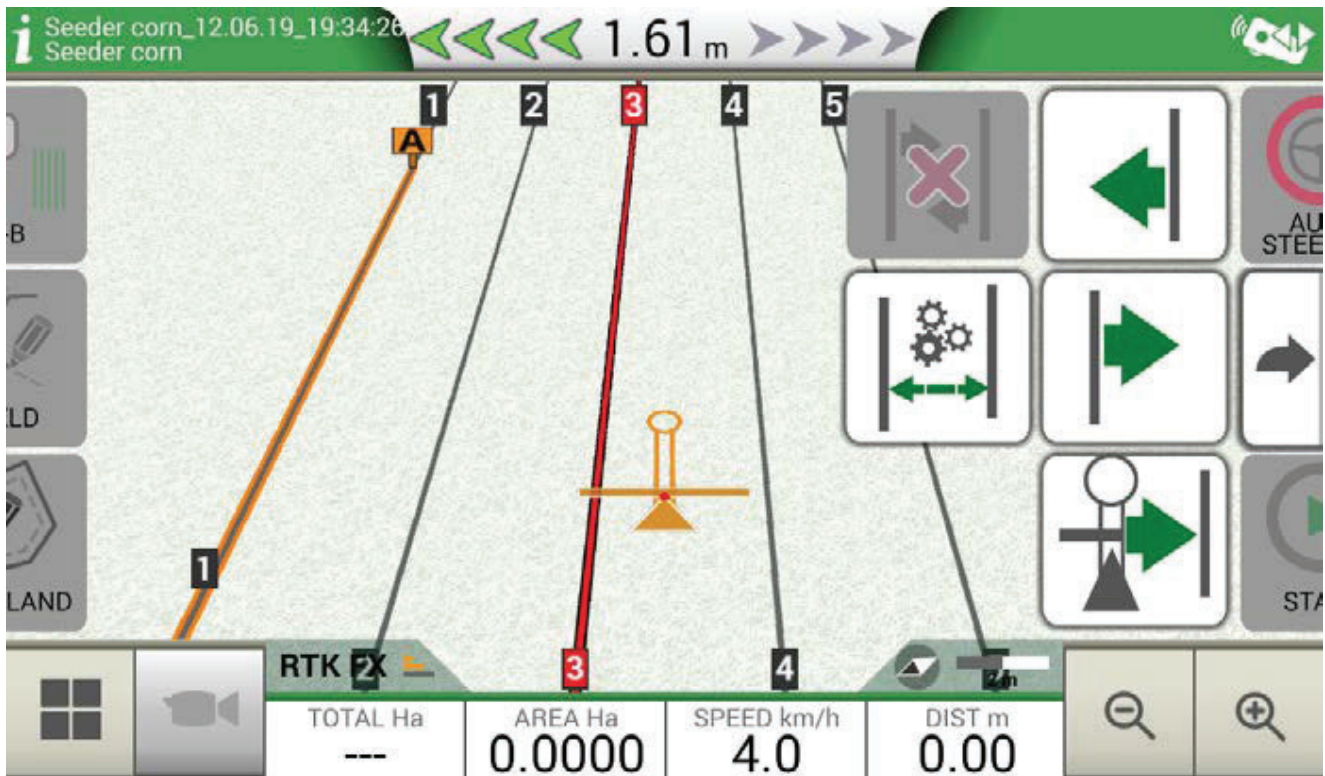 Seeder corn_12.06.19_19:34:26
Seeder corn
1.61 m
1 2 3 4 5
A
-B
AU
STEE
LD
1
LAND
STA
RTK FX
2 3 4
2 m
TOTAL Ha
---
AREA Ha
0.0000
SPEED km/h
4.0
DIST m
0.00